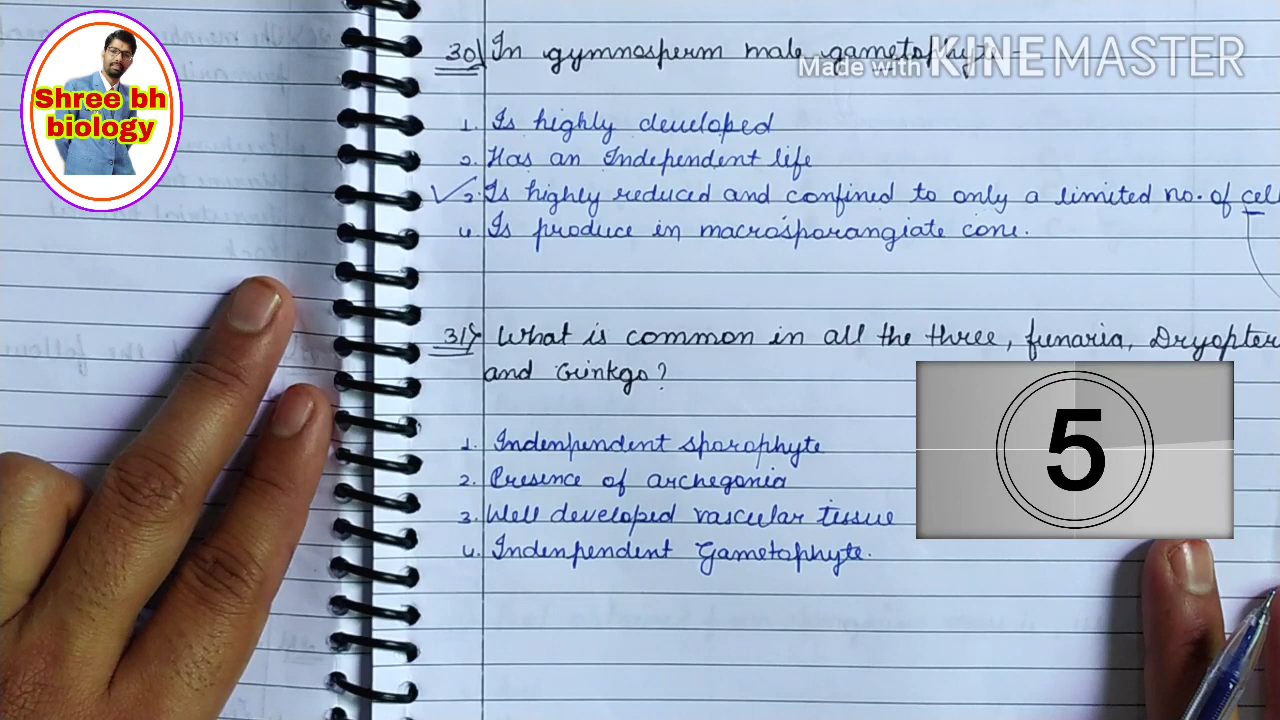 Shree bh
biology
30) In gymnosperm male gametophyte
Made with KINEMASTER
1. Is highly developed
2. Has an Independent life
3. Is highly reduced and confined to only a limited no. of cel
4. Is produce in macrosporangiate cone.
31) What is common in all the three, funaria, Dryopter
and Ginkgo?
5
1. Indenpendent sporophyte
2. Presence of archegonia
3. Well developed vascular tissue
4. Indenpendent Gametophyte.